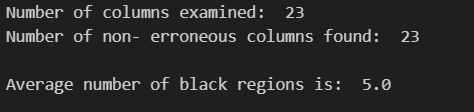 Number of columns examined:  23
Number of non- erroneous columns found:  23
Average number of black regions is:  5.0